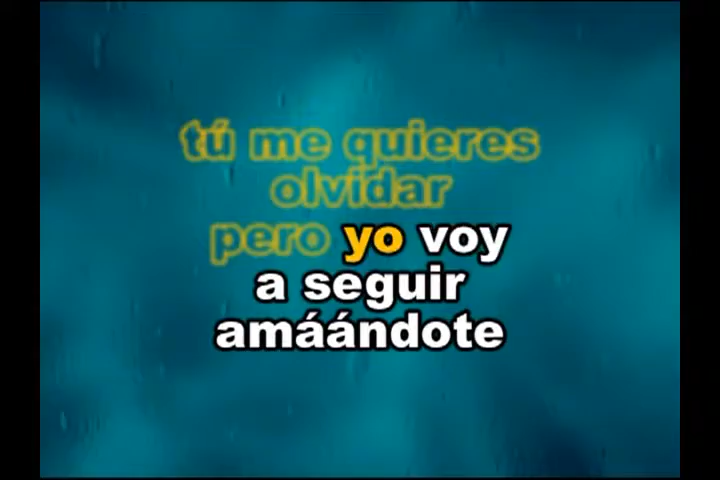 tú me quieres
olvidar
pero yo voy
a seguir
amáándote